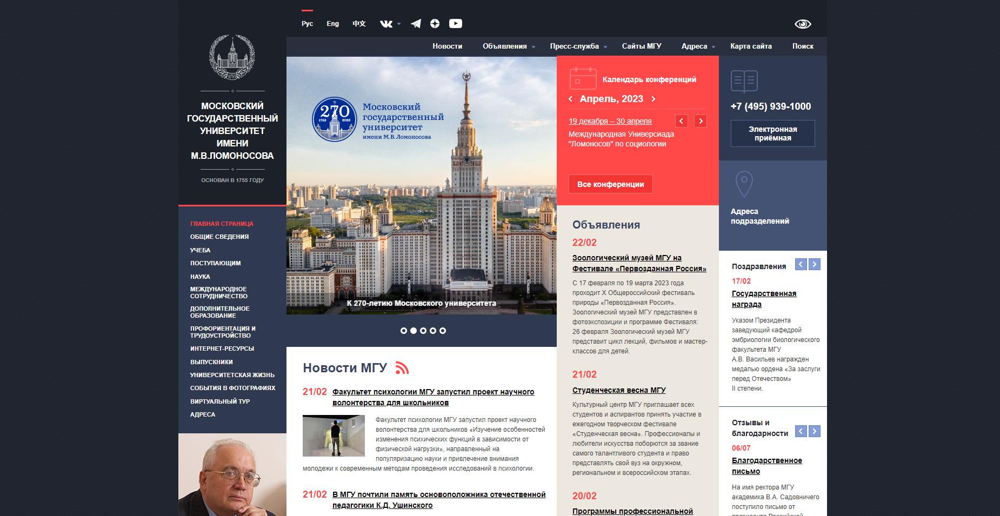 Рус
Eng
中文
Новости
Объявления
Пресс-служба
Сайты МГУ
Адреса
Карта сайта
Поиск
1755
МОСКОВСКИЙ
ГОСУДАРСТВЕННЫЙ
УНИВЕРСИТЕТ
ИМЕНИ
М.В.ЛОМОНОСОВА
ОСНОВАН В 1755 ГОДУ
ГЛАВНАЯ СТРАНИЦА
ОБЩИЕ СВЕДЕНИЯ
УЧЕБА
ПОСТУПАЮЩИМ
НАУКА
МЕЖДУНАРОДНОЕ
СОТРУДНИЧЕСТВО
ДОПОЛНИТЕЛЬНОЕ
ОБРАЗОВАНИЕ
ПРОФОРИЕНТАЦИЯ И
ТРУДОУСТРОЙСТВО
ИНТЕРНЕТ-РЕСУРСЫ
ВЫПУСКНИКИ
УНИВЕРСИТЕТСКАЯ ЖИЗНЬ
СОБЫТИЯ В ФОТОГРАФИЯХ
ВИРТУАЛЬНЫЙ ТУР
АДРЕСА
270
1755 2025
Московский
государственный
университет
имени М.В.Ломоносова
К 270-летию Московского университета
Новости МГУ
21/02
Факультет психологии МГУ запустил проект научного
волонтерства для школьников
Факультет психологии МГУ запустил проект научного
волонтерства для школьников «Изучение особенностей
изменения психических функций в зависимости от
физической нагрузки», направленный на
популяризацию науки и привлечение внимания
молодежи к современным методам проведения исследований в психологии.
21/02
В МГУ почтили память основоположника отечественной
педагогики К.Д. Ушинского
Календарь конференций
Апрель, 2023
19 декабря – 30 апреля
Международная Универсиада
"Ломоносов" по социологии
Все конференции
Объявления
22/02
Зоологический музей МГУ на
Фестивале «Первозданная Россия»
С 17 февраля по 19 марта 2023 года
проходит X Общероссийский фестиваль
природы «Первозданная Россия».
Зоологический музей МГУ представлен в
фотоэкспозиции и программе Фестиваля:
26 февраля Зоологический музей МГУ
представит цикл лекций, фильмов и мастер-
классов для детей.
21/02
Студенческая весна МГУ
Культурный центр МГУ приглашает всех
студентов и аспирантов принять участие в
ежегодном творческом фестивале
«Студенческая весна». Профессионалы и
любители искусства поборются за звание
самого талантливого студента и право
представлять свой вуз на окружном,
региональном и всероссийском этапах.
20/02
Программы профессиональной
+7 (495) 939-1000
Электронная
приёмная
Адреса
подразделений
Поздравления
17/02
Государственная
награда
Указом Президента
заведующий кафедрой
эмбриологии биологического
факультета МГУ
А.В. Васильев награжден
медалью ордена «За заслуги
перед Отечеством»
II степени.
Отзывы и
благодарности
06/07
Благодарственное
письмо
На имя ректора МГУ
академика В.А. Садовничего
поступило письмо от
президента Российской